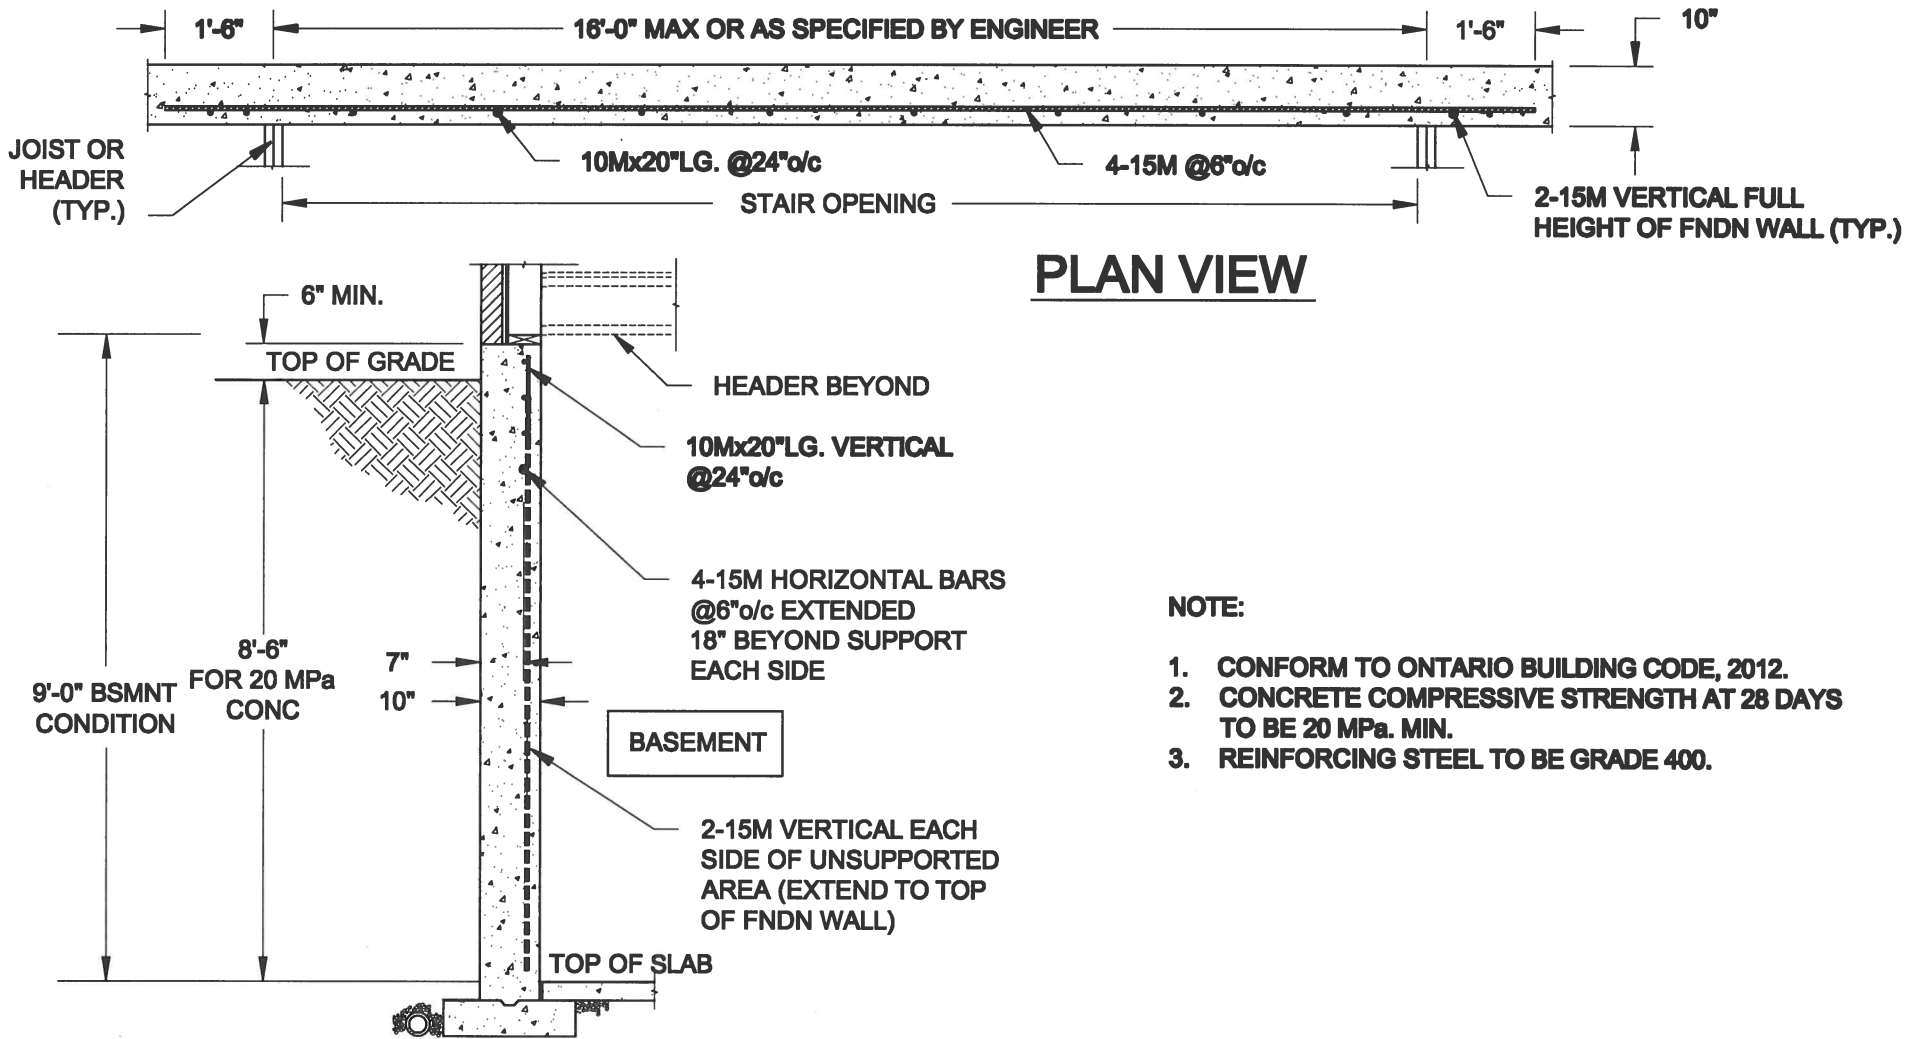 1'-6"
16'-0" MAX OR AS SPECIFIED BY ENGINEER
1'-6"
10"
JOIST OR
HEADER
(TYP.)
10Mx20"LG. @24"o/c
4-15M @6"o/c
STAIR OPENING
2-15M VERTICAL FULL
HEIGHT OF FNDN WALL (TYP.)
PLAN VIEW
6" MIN.
TOP OF GRADE
HEADER BEYOND
10Mx20"LG. VERTICAL
@24"o/c
4-15M HORIZONTAL BARS
@6"o/c EXTENDED
18" BEYOND SUPPORT
EACH SIDE
7"
10"
8'-6"
FOR 20 MPa
CONC
9'-0" BSMNT
CONDITION
BASEMENT
2-15M VERTICAL EACH
SIDE OF UNSUPPORTED
AREA (EXTEND TO TOP
OF FNDN WALL)
TOP OF SLAB
NOTE:
1. CONFORM TO ONTARIO BUILDING CODE, 2012.
2. CONCRETE COMPRESSIVE STRENGTH AT 28 DAYS
TO BE 20 MPa. MIN.
3. REINFORCING STEEL TO BE GRADE 400.